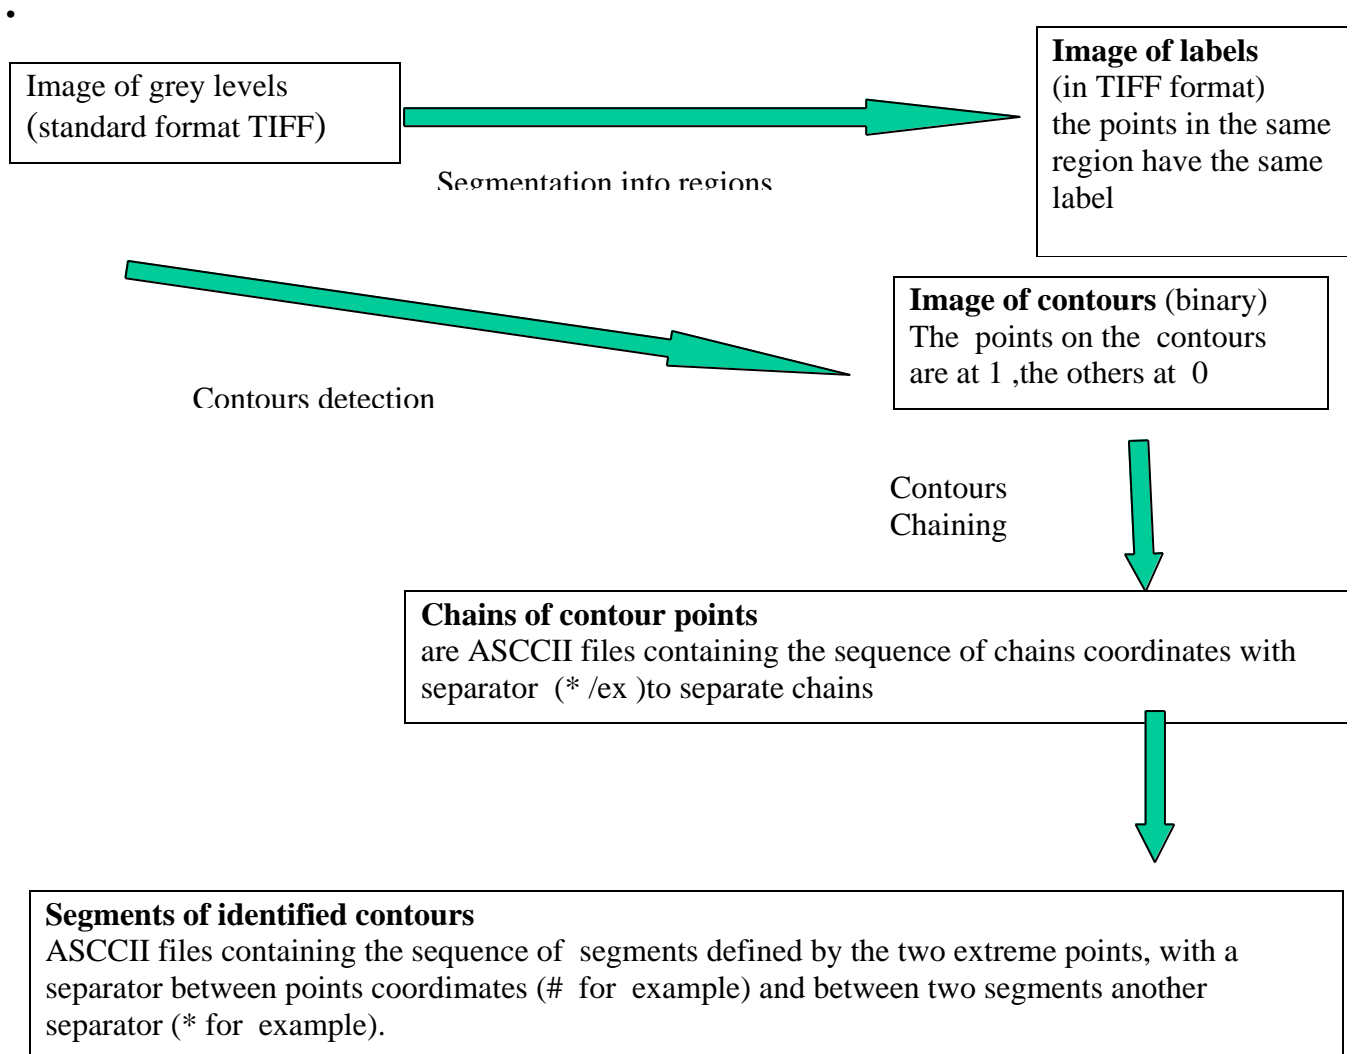 •
Image of grey levels
(standard format TIFF)
Segmentation into regions
Image of labels
(in TIFF format)
the points in the same
region have the same
label
Image of contours (binary)
The points on the contours
are at 1 ,the others at 0
Contours detection
Contours
Chaining
Chains of contour points
are ASCCII files containing the sequence of chains coordinates with
separator (* /ex )to separate chains
Segments of identified contours
ASCCII files containing the sequence of segments defined by the two extreme points, with a
separator between points coordimates (# for example) and between two segments another
separator (* for example).